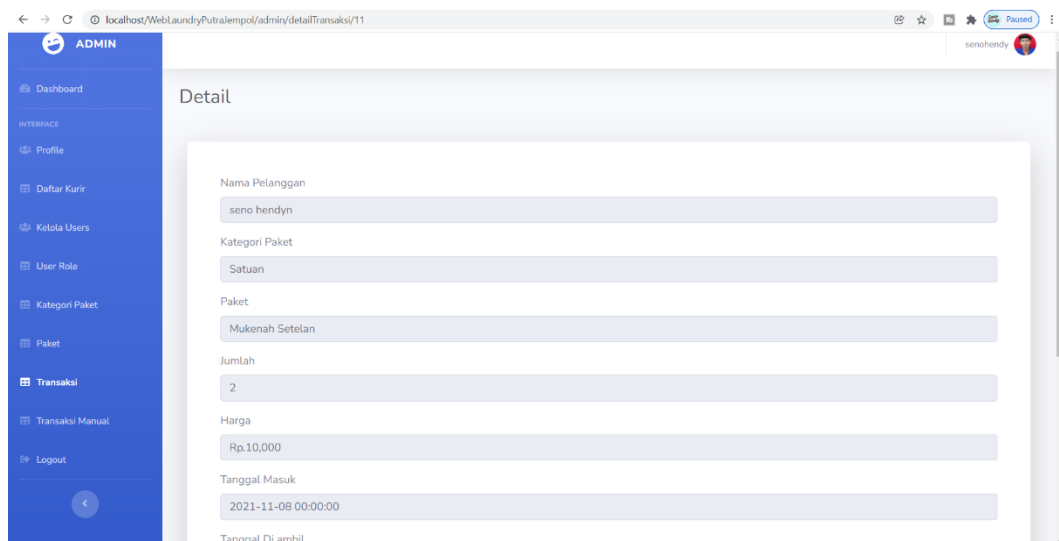 localhost/WebLaundryPutraJempol/admin/detailTransaksi/11
Paused
ADMIN
senohendy
Dashboard
INTERFACE
Profile
Daftar Kurir
Kelola Users
User Role
Kategori Paket
Paket
Transaksi
Transaksi Manual
Logout
Detail
Nama Pelanggan
seno hendyn
Kategori Paket
Satuan
Paket
Mukenah Setelan
Jumlah
2
Harga
Rp.10,000
Tanggal Masuk
2021-11-08 00:00:00
Tanggal Di ambil